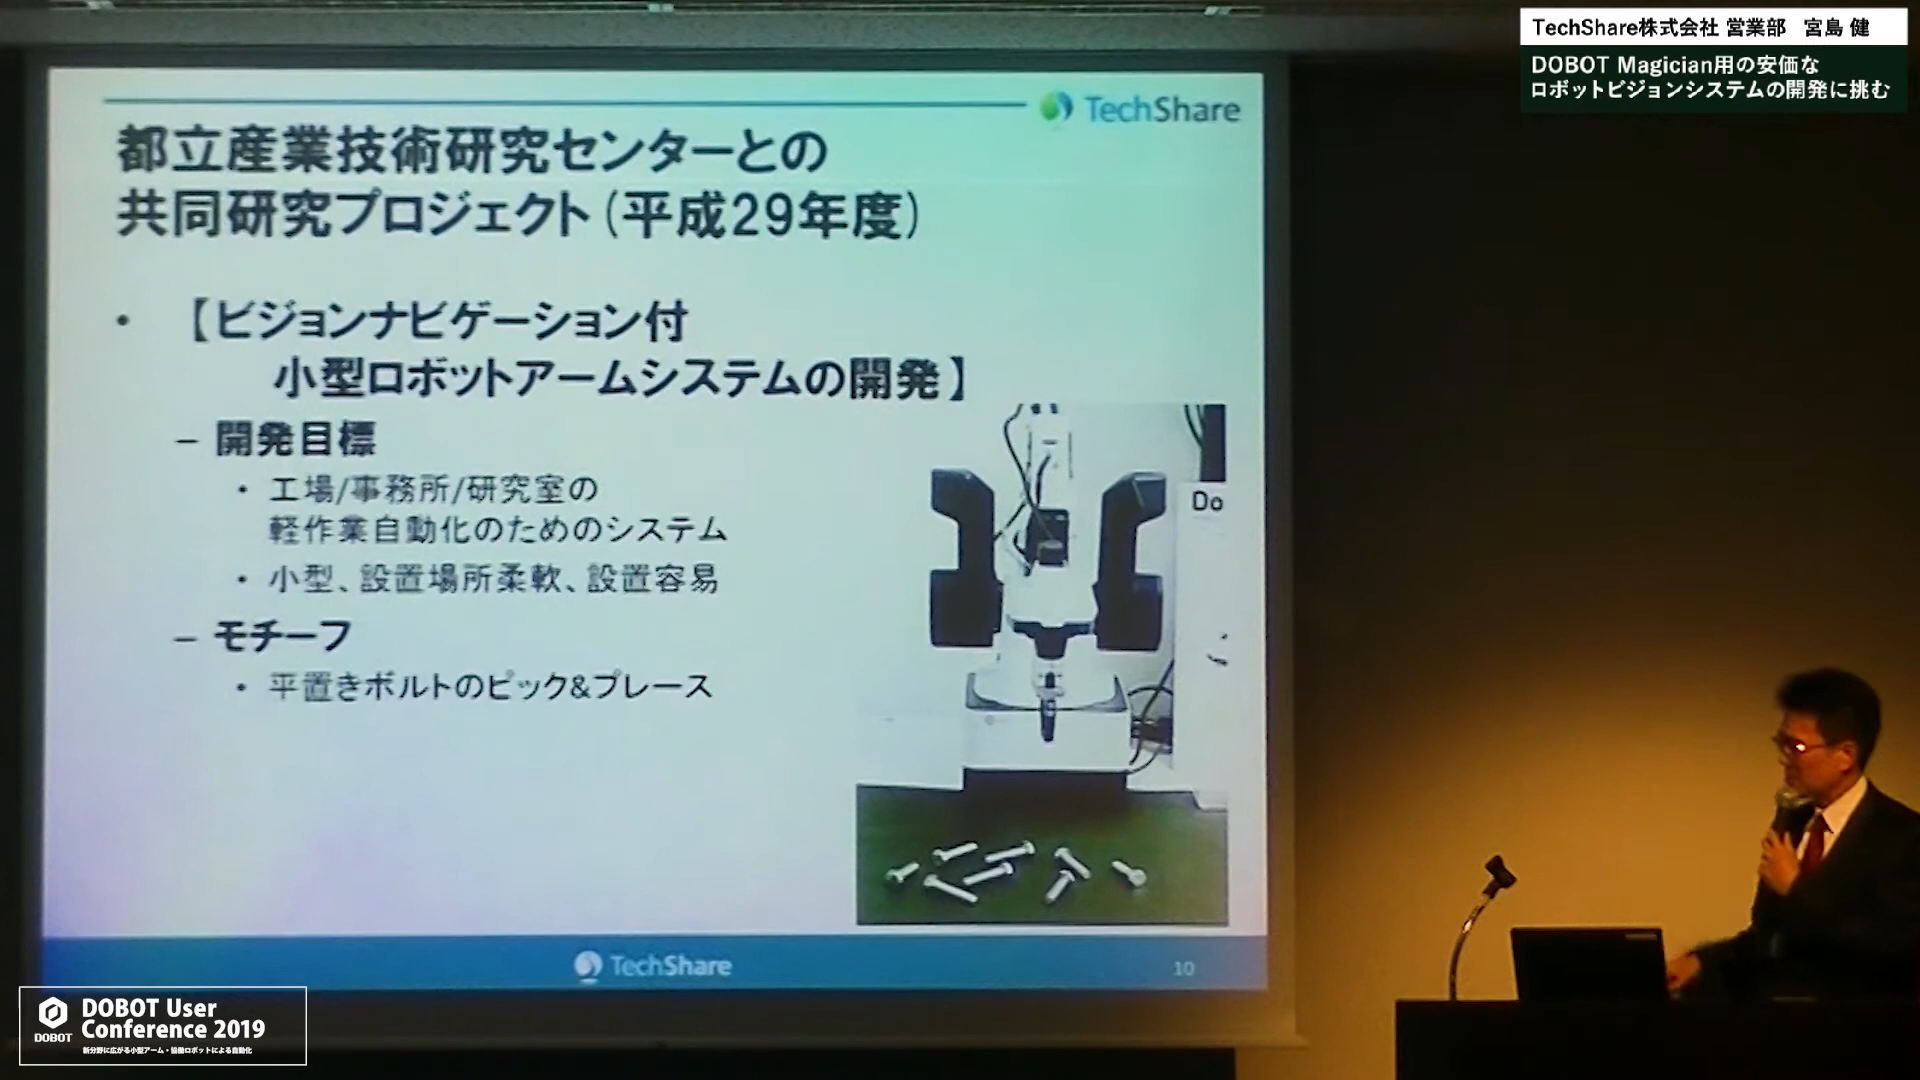 TechShare株式会社 営業部 宮島 健
DOBOT Magician用の安価な
ロボットビジョンシステムの開発に挑む
TechShare
都立産業技術研究センターとの
共同研究プロジェクト(平成29年度)
• 【ビジョンナビゲーション付
小型ロボットアームシステムの開発】
– 開発目標
• 工場/事務所/研究室の
軽作業自動化のためのシステム
• 小型、設置場所柔軟、設置容易
– モチーフ
• 平置きボルトのピック&プレース
Do
TechShare
10
DOBOT
DOBOT User
Conference 2019
新分野に広がる小型アーム・協働ロボットによる自動化